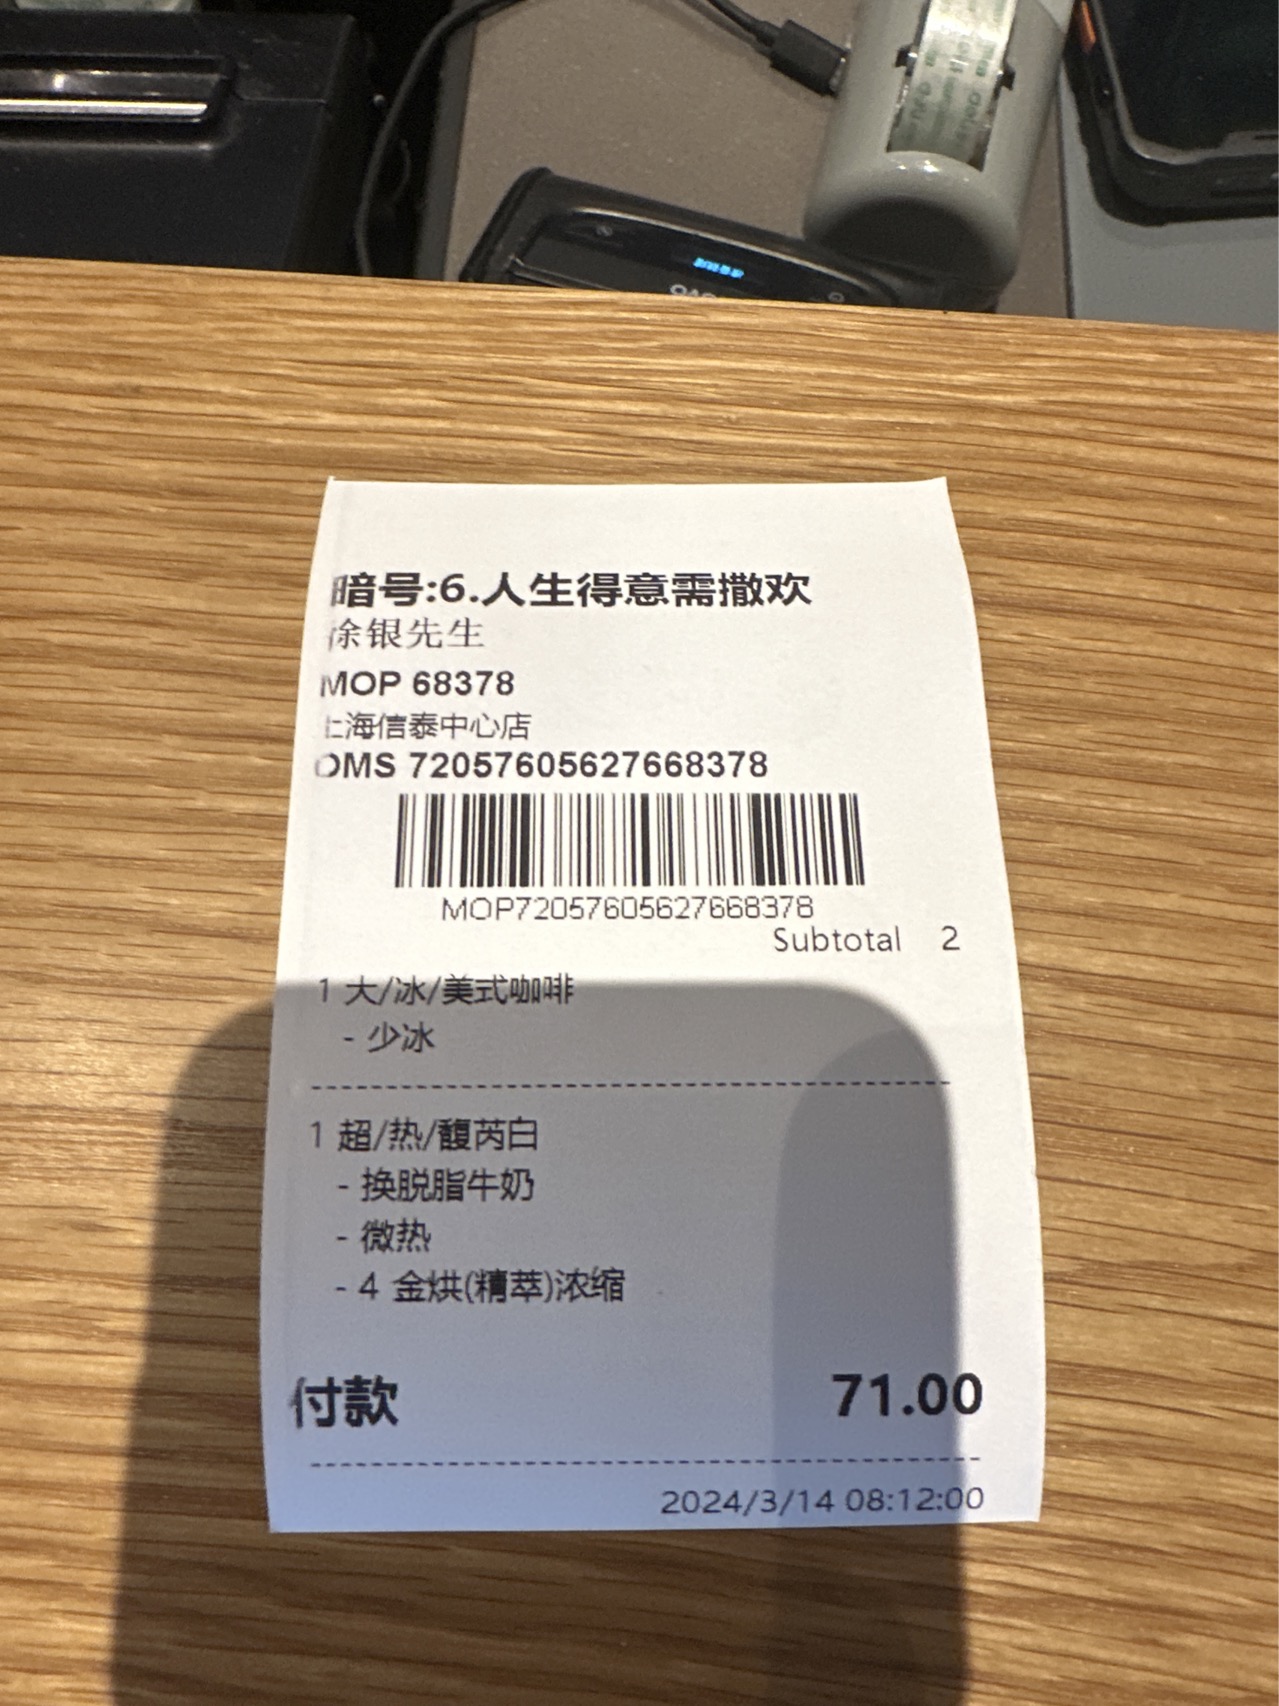 暗号:6.人生得意需撒欢
涂银先生
MOP 68378
上海信泰中心店
OMS 72057605627668378
MOP72057605627668378
Subtotal 2
1 大/冰/美式咖啡
- 少冰
1 超/热/馥芮白
- 换脱脂牛奶
- 微热
- 4 金烘(精萃)浓缩
付款 71.00
2024/3/14 08:12:00